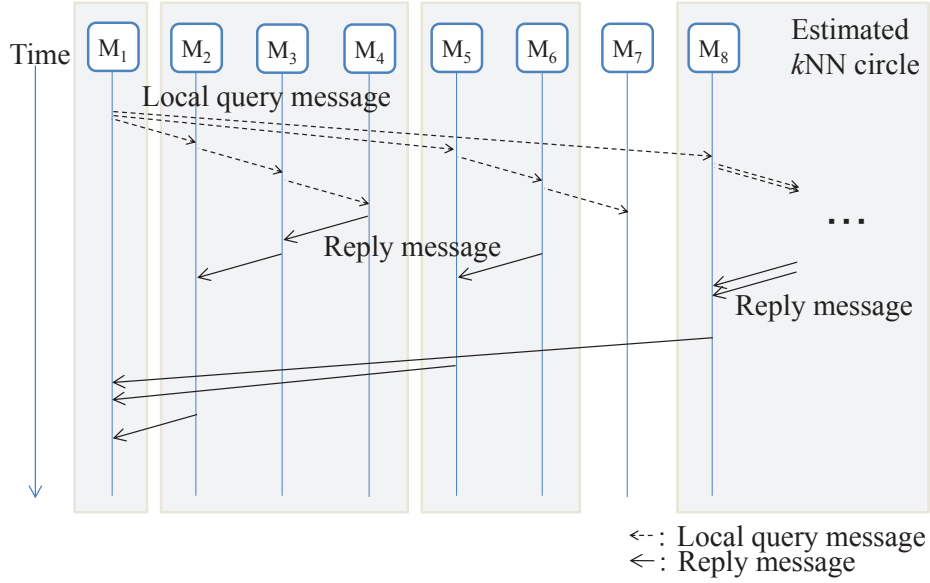 Time
M1 M2 M3 M4 M5 M6 M7 M8
Estimated
kNN circle
Local query message
Reply message
...
Reply message
: Local query message
: Reply message